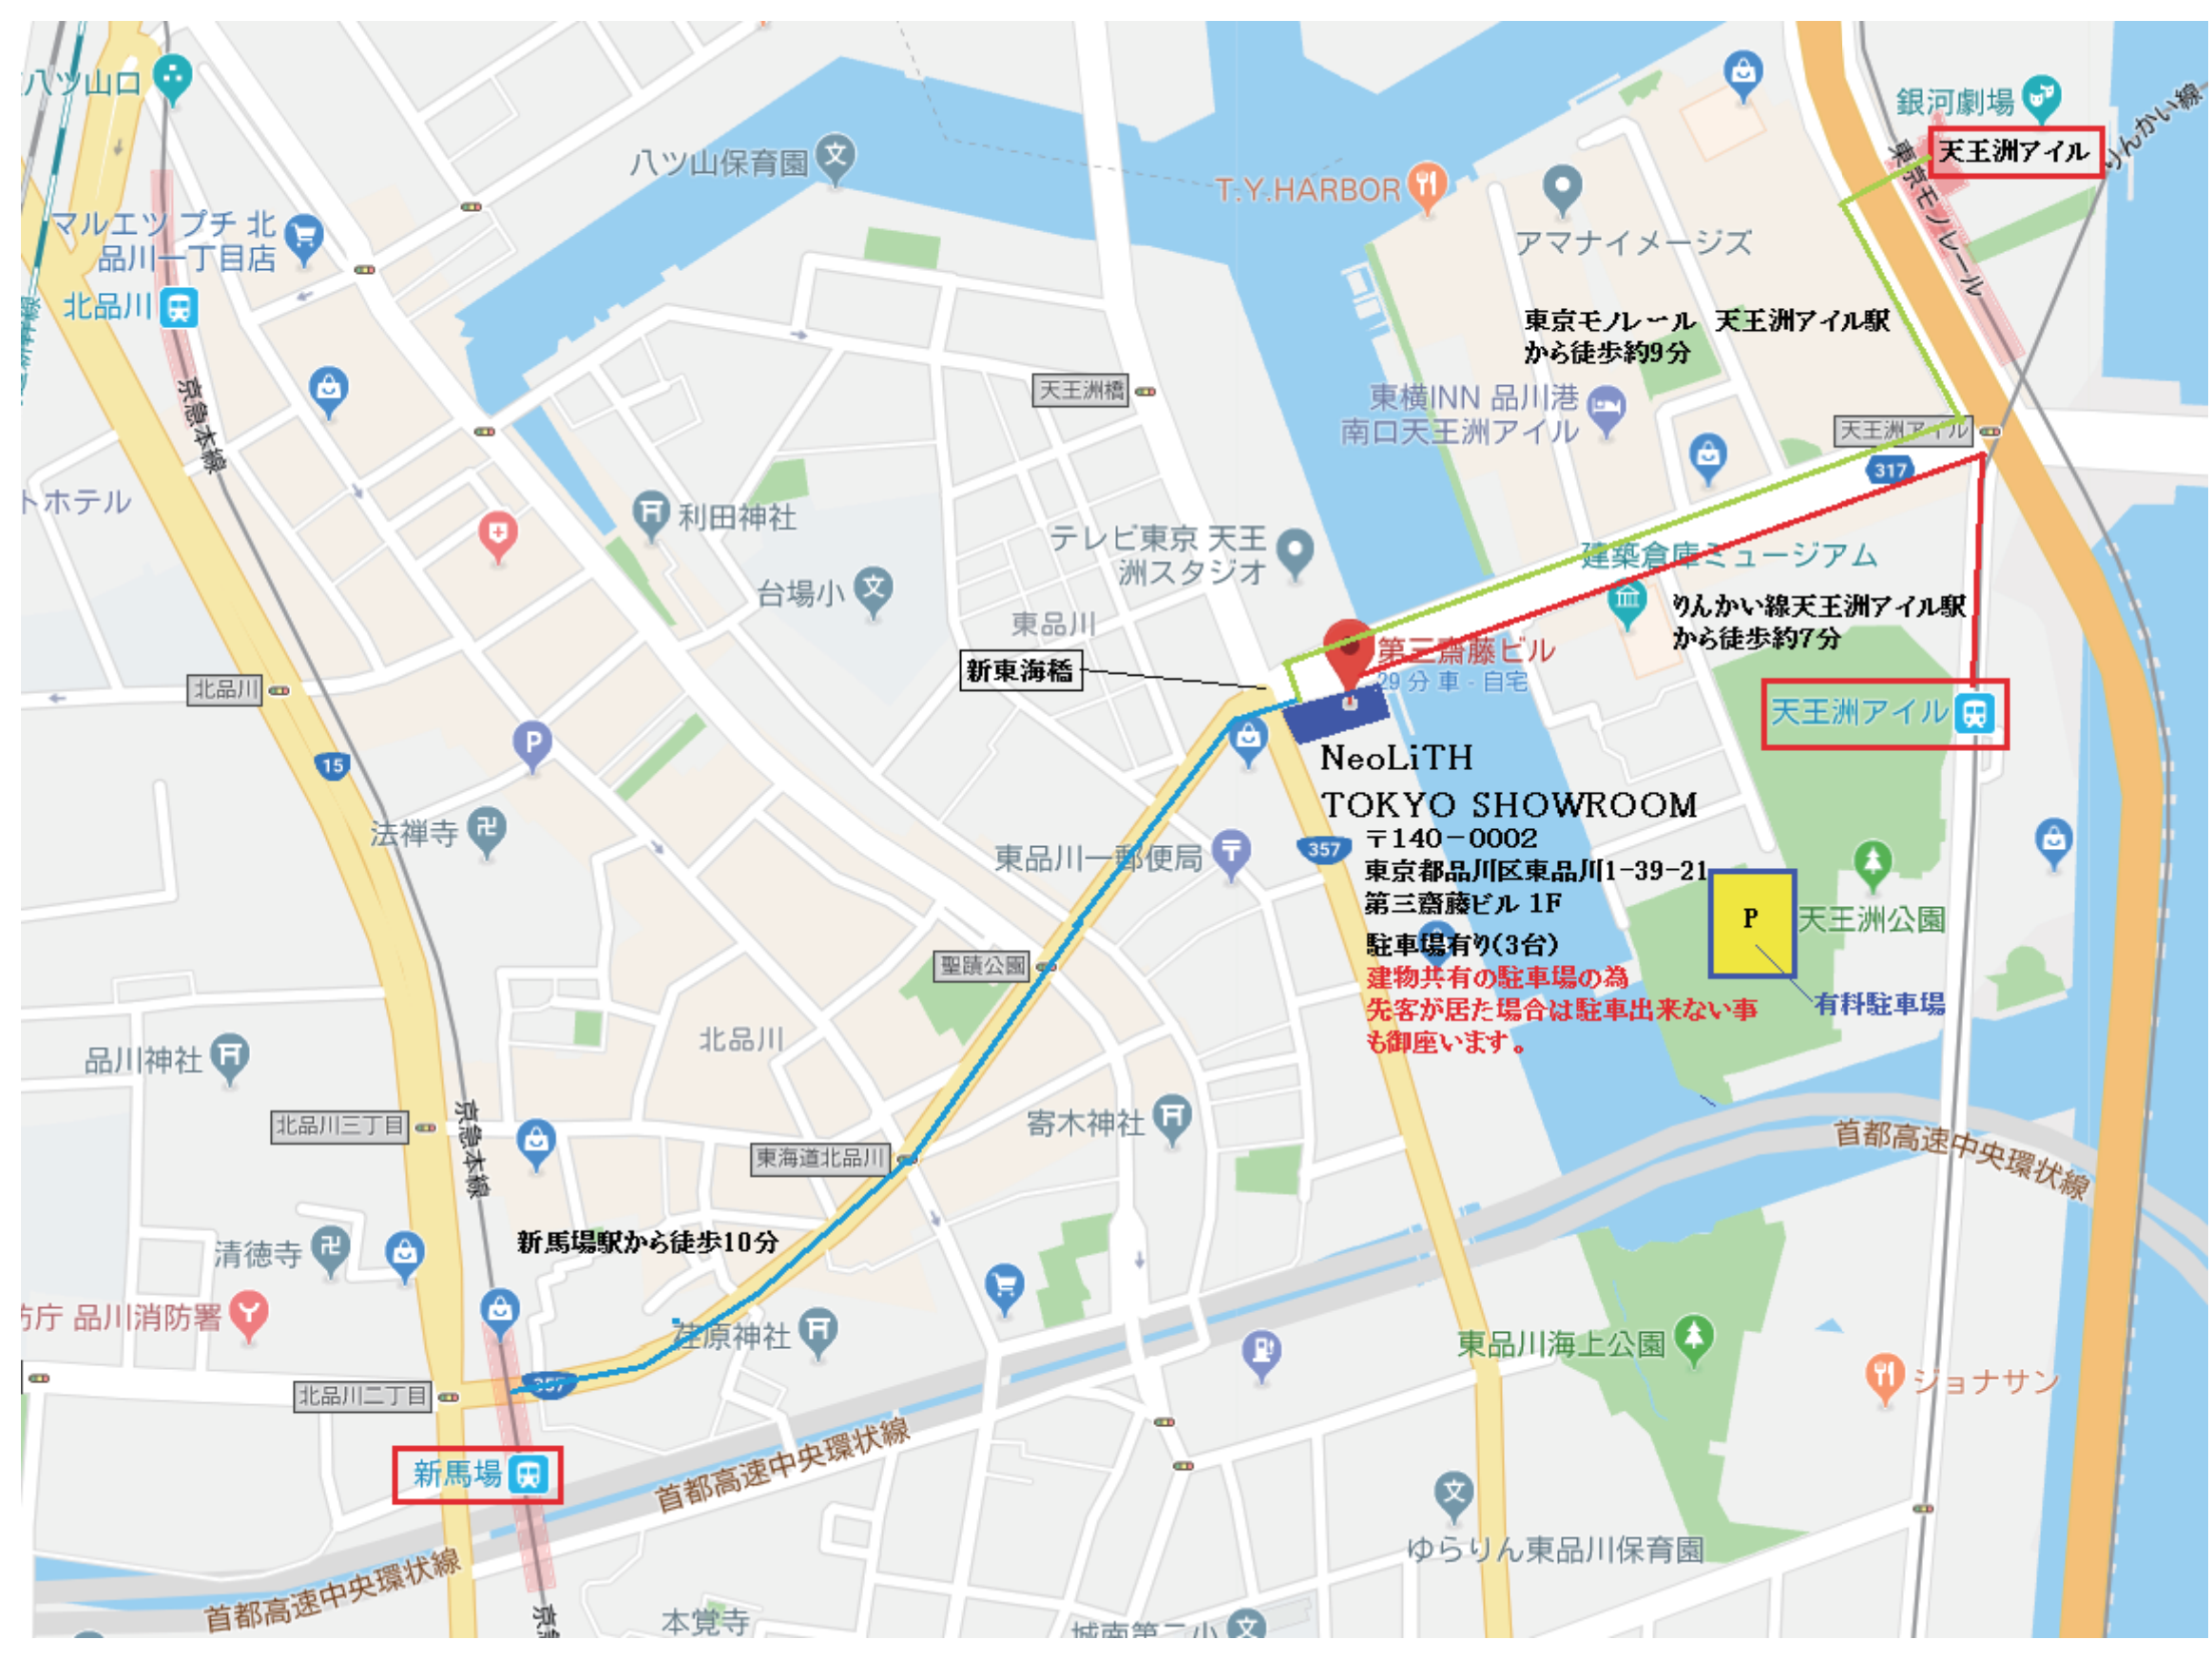 八ツ山口
銀河劇場
天王洲アイル
りんかい線
東京モノレール
八ツ山保育園
T.Y.HARBOR
アマナイメージズ
マルエツ プチ 北
品川一丁目店
北品川
京急本線
東京モノレール 天王洲アイル駅
から徒歩約9分
天王洲橋
東横INN 品川港
南口天王洲アイル
天王洲アイル
317
トホテル
利田神社
テレビ東京 天王
洲スタジオ
建築倉庫ミュージアム
台場小
東品川
りんかい線天王洲アイル駅
から徒歩約7分
新東海橋
第三齋藤ビル
29 分 車 - 自宅
北品川
天王洲アイル
P
15
NeoLiTH
TOKYO SHOWROOM
〒140-0002
東京都品川区東品川1-39-21
第三齋藤ビル 1F
駐車場有り(3台)
建物共有の駐車場の為
先客が居た場合は駐車出来ない事
も御座います。
法禅寺
東品川一郵便局
357
P
天王洲公園
有料駐車場
聖蹟公園
北品川
品川神社
北品川三丁目
京急本線
寄木神社
東海道北品川
首都高速中央環状線
新馬場駅から徒歩10分
清徳寺
防庁 品川消防署
荏原神社
東品川海上公園
ジョナサン
357
北品川二丁目
新馬場
首都高速中央環状線
首都高速中央環状線
ゆらりん東品川保育園
本覚寺
城南第二小
京急